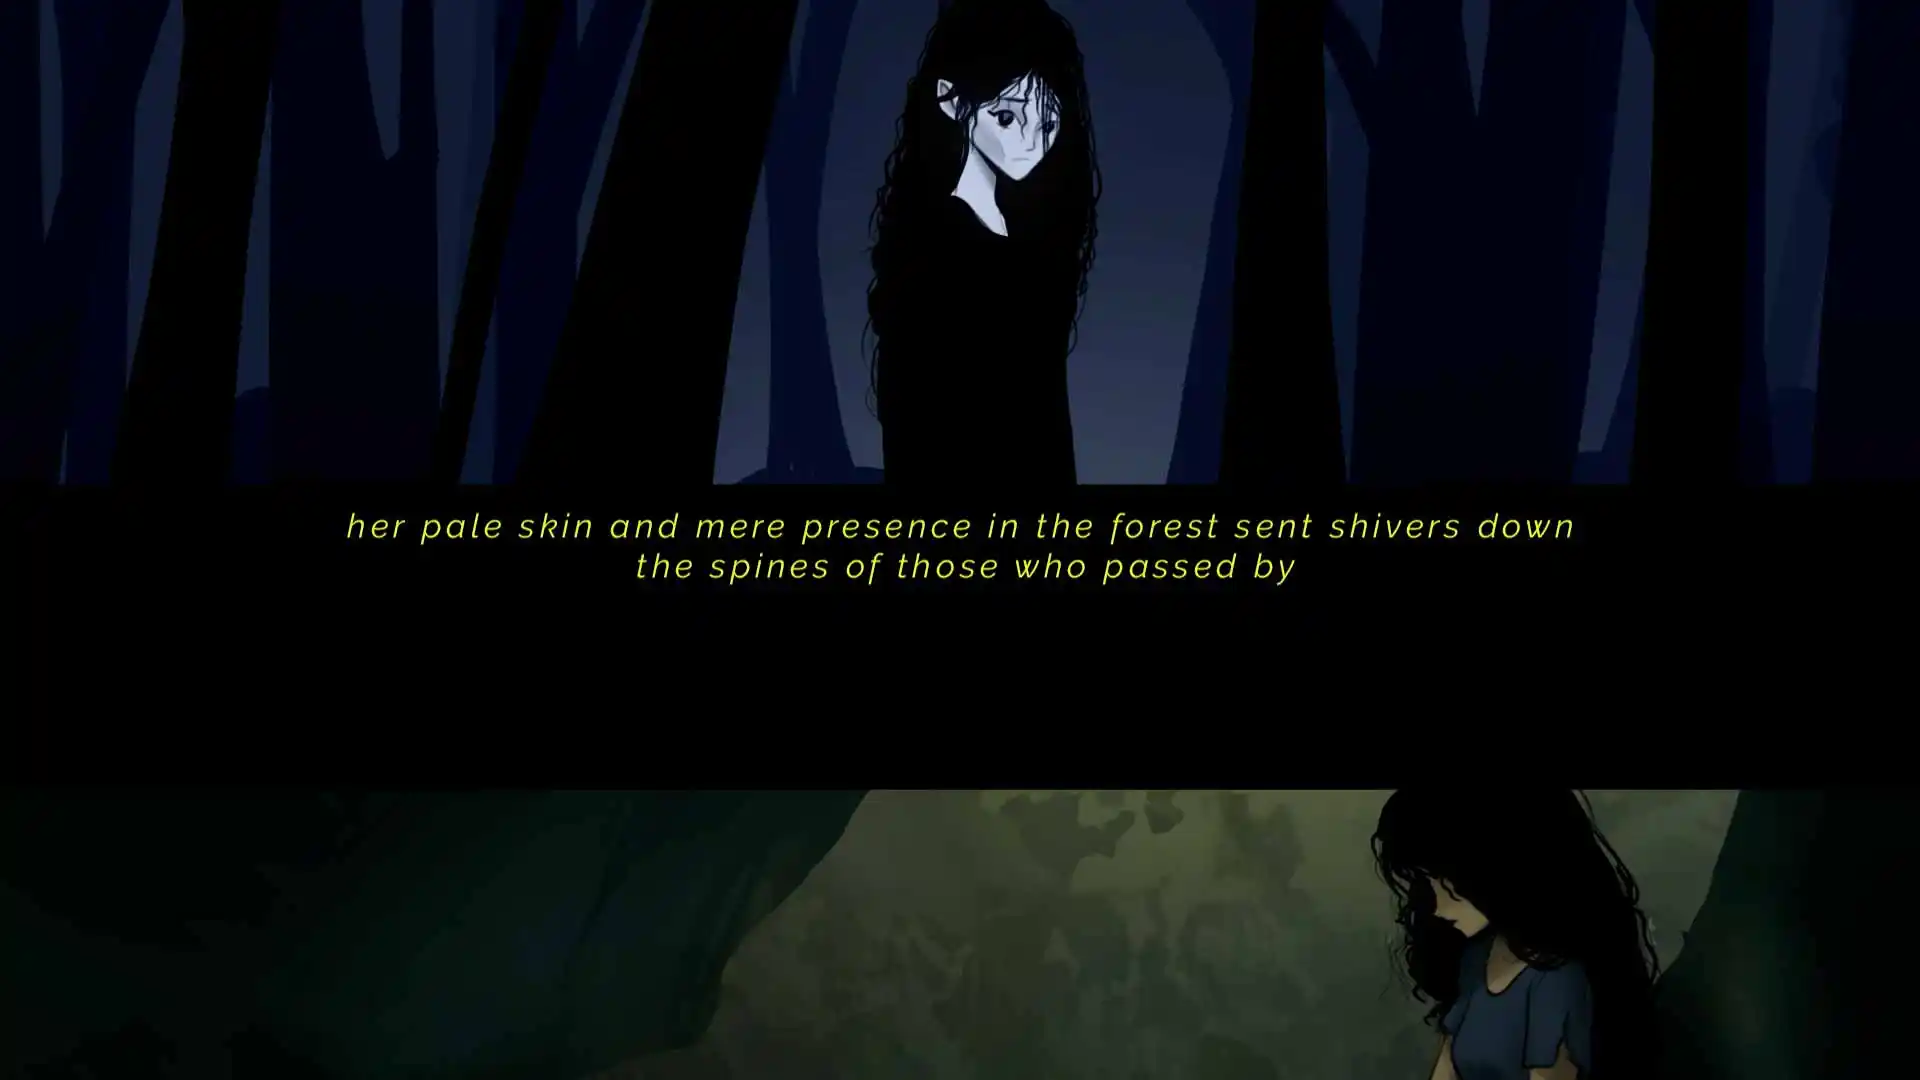 her pale skin and mere presence in the forest sent shivers down
the spines of those who passed by